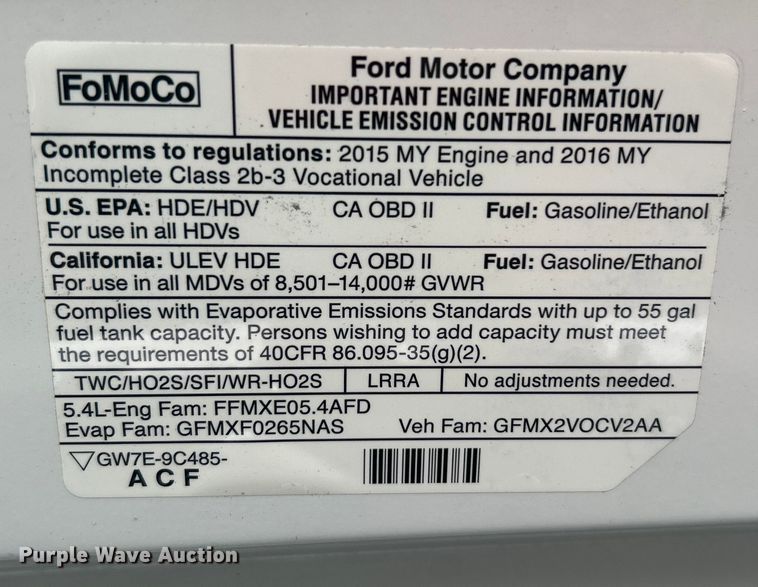 FoMoCo
Ford Motor Company
IMPORTANT ENGINE INFORMATION/
VEHICLE EMISSION CONTROL INFORMATION
Conforms to regulations: 2015 MY Engine and 2016 MY
Incomplete Class 2b-3 Vocational Vehicle
U.S. EPA: HDE/HDV CA OBD II Fuel: Gasoline/Ethanol
For use in all HDVs
California: ULEV HDE CA OBD II Fuel: Gasoline/Ethanol
For use in all MDVs of 8,501–14,000# GVWR
Complies with Evaporative Emissions Standards with up to 55 gal
fuel tank capacity. Persons wishing to add capacity must meet
the requirements of 40CFR 86.095-35(g)(2).
TWC/HO2S/SFI/WR-HO2S LRRA No adjustments needed.
5.4L-Eng Fam: FFMXE05.4AFD
Evap Fam: GFMXF0265NAS Veh Fam: GFMX2VOCV2AA
GW7E-9C485-
A C F
Purple Wave Auction